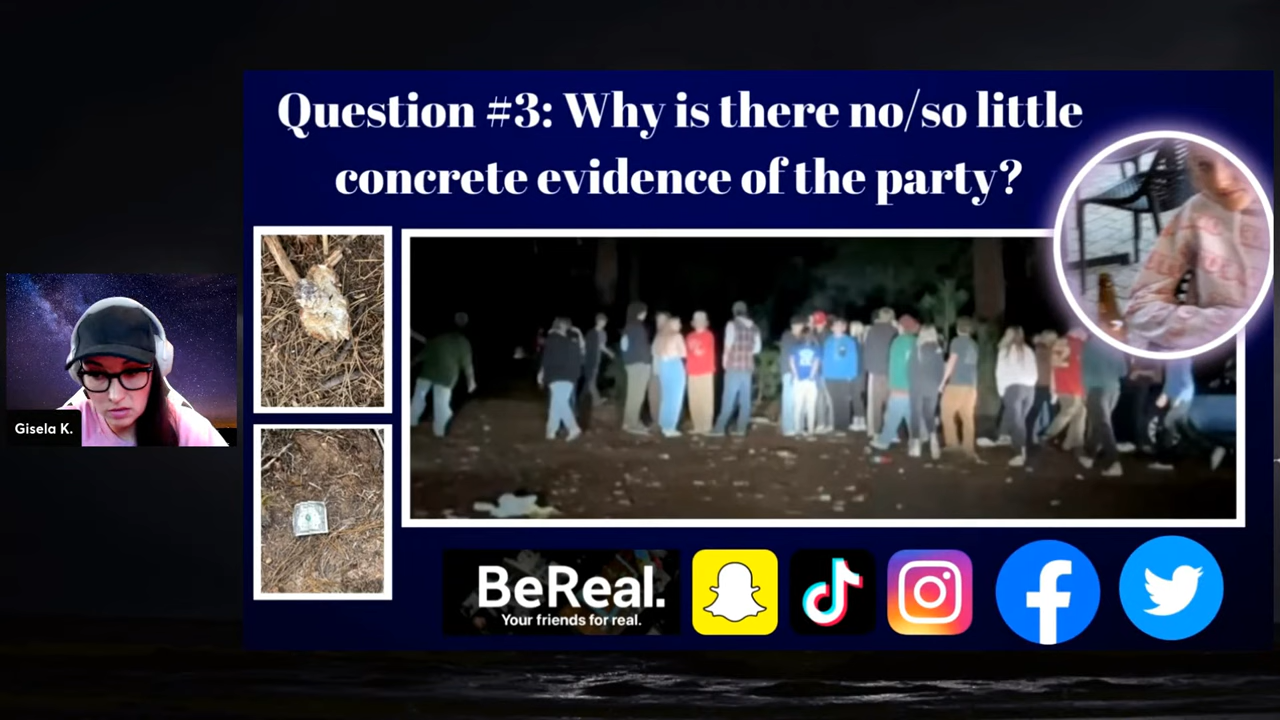 Question #3: Why is there no/so little
concrete evidence of the party?
Gisela K.
BeReal.
Your friends for real.